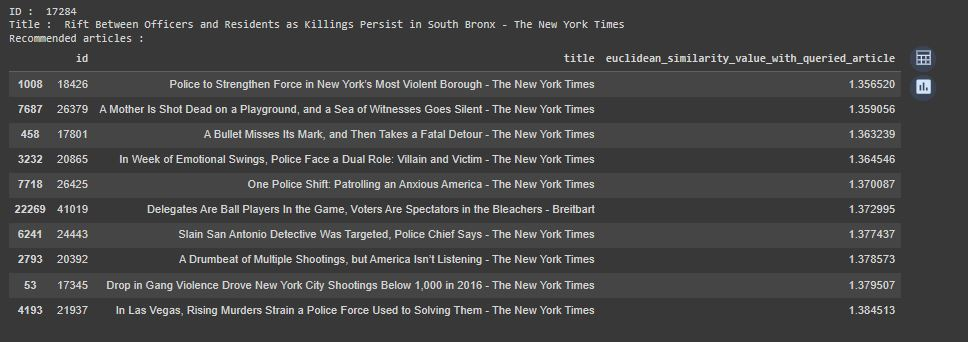 ID :  17284
Title :  Rift Between Officers and Residents as Killings Persist in South Bronx - The New York Times
Recommended articles :
id title euclidean_similarity_value_with_queried_article
1008 18426 Police to Strengthen Force in New York’s Most Violent Borough - The New York Times 1.356520
7687 26379 A Mother Is Shot Dead on a Playground, and a Sea of Witnesses Goes Silent - The New York Times 1.359056
458 17801 A Bullet Misses Its Mark, and Then Takes a Fatal Detour - The New York Times 1.363239
3232 20865 In Week of Emotional Swings, Police Face a Dual Role: Villain and Victim - The New York Times 1.364546
7718 26425 One Police Shift: Patrolling an Anxious America - The New York Times 1.370087
22269 41019 Delegates Are Ball Players In the Game, Voters Are Spectators in the Bleachers - Breitbart 1.372995
6241 24443 Slain San Antonio Detective Was Targeted, Police Chief Says - The New York Times 1.377437
2793 20392 A Drumbeat of Multiple Shootings, but America Isn’t Listening - The New York Times 1.378573
53 17345 Drop in Gang Violence Drove New York City Shootings Below 1,000 in 2016 - The New York Times 1.379507
4193 21937 In Las Vegas, Rising Murders Strain a Police Force Used to Solving Them - The New York Times 1.384513